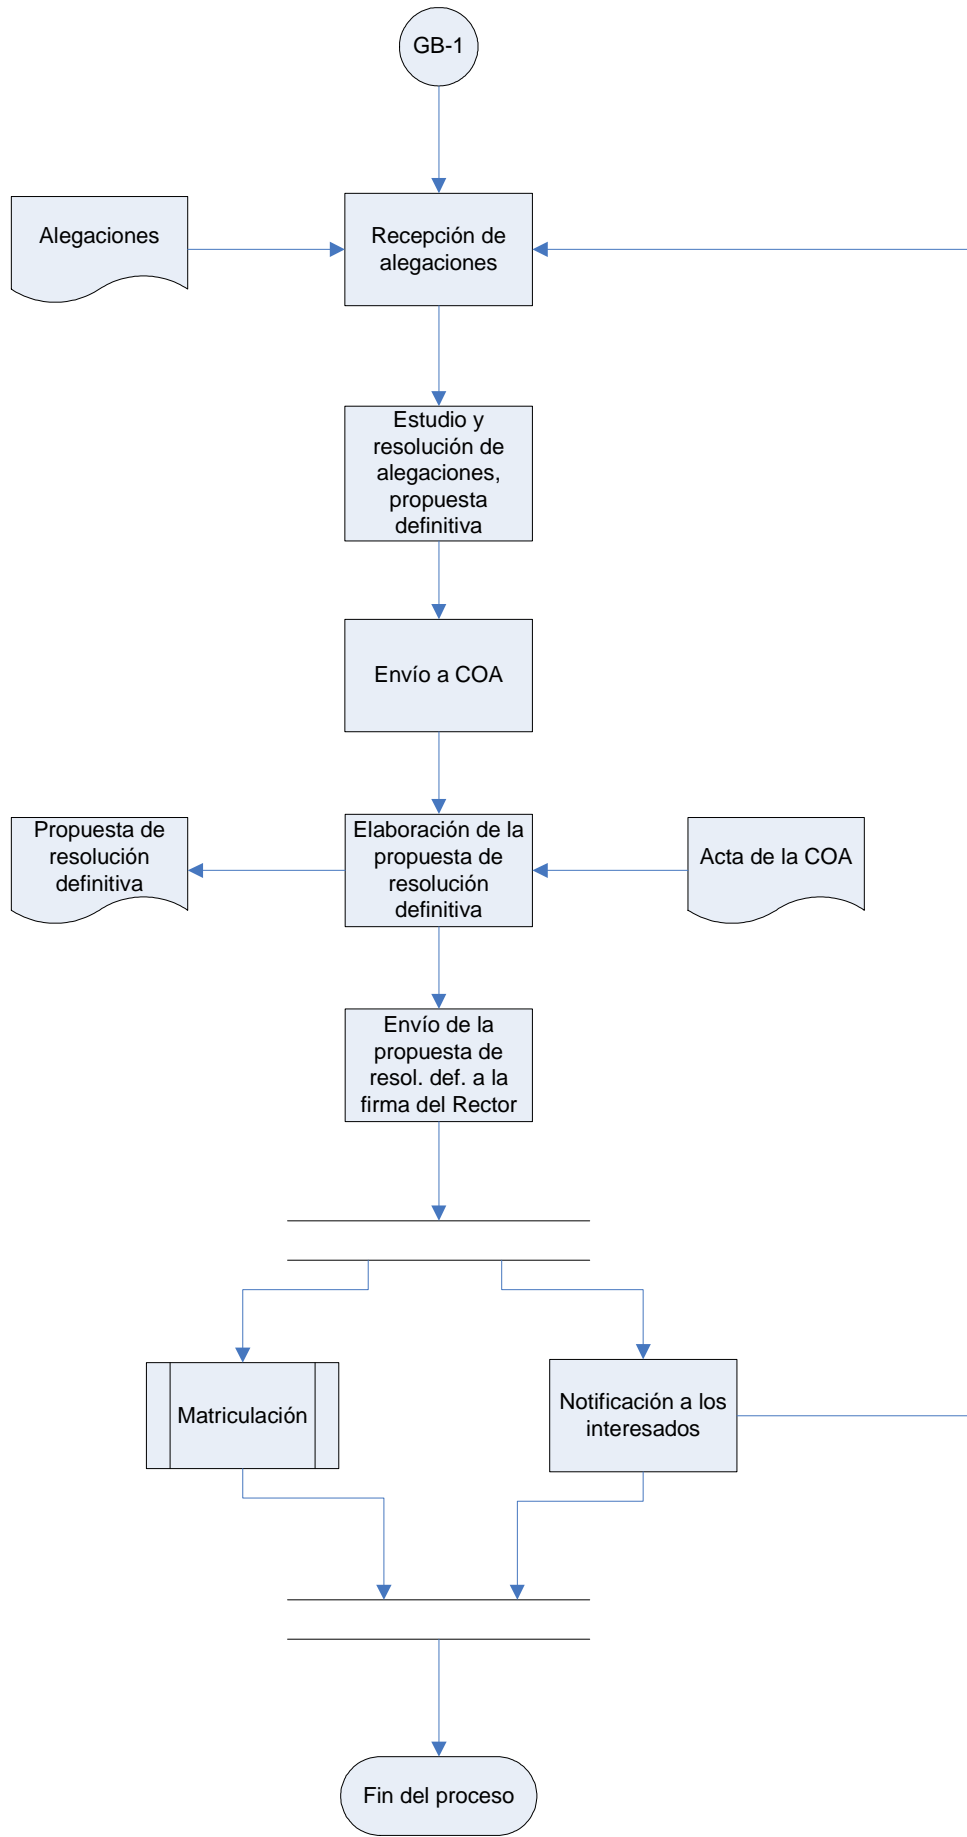 GB-1
Alegaciones
Recepción de
alegaciones
Estudio y
resolución de
alegaciones,
propuesta
definitiva
Envío a COA
Propuesta de
resolución
definitiva
Elaboración de la
propuesta de
resolución
definitiva
Acta de la COA
Envío de la
propuesta de
resol. def. a la
firma del Rector
Matriculación
Notificación a los
interesados
Fin del proceso